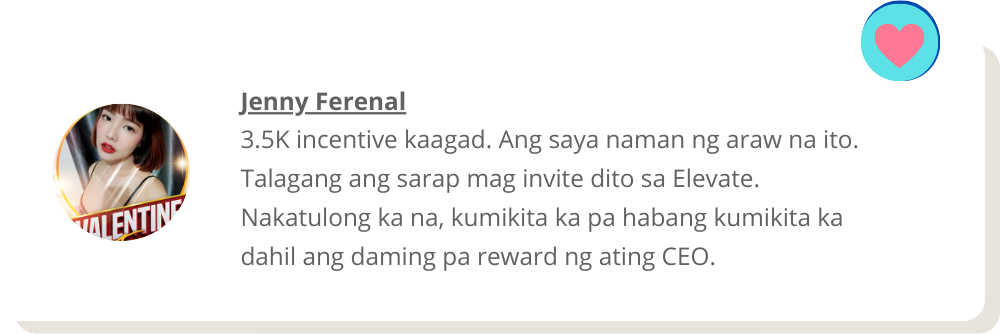 Jenny Ferenal
3.5K incentive kaagad. Ang saya naman ng araw na ito.
Talagang ang sarap mag invite dito sa Elevate.
Nakatulong ka na, kumikita ka pa habang kumikita ka
dahil ang daming pa reward ng ating CEO.
VALENTINE